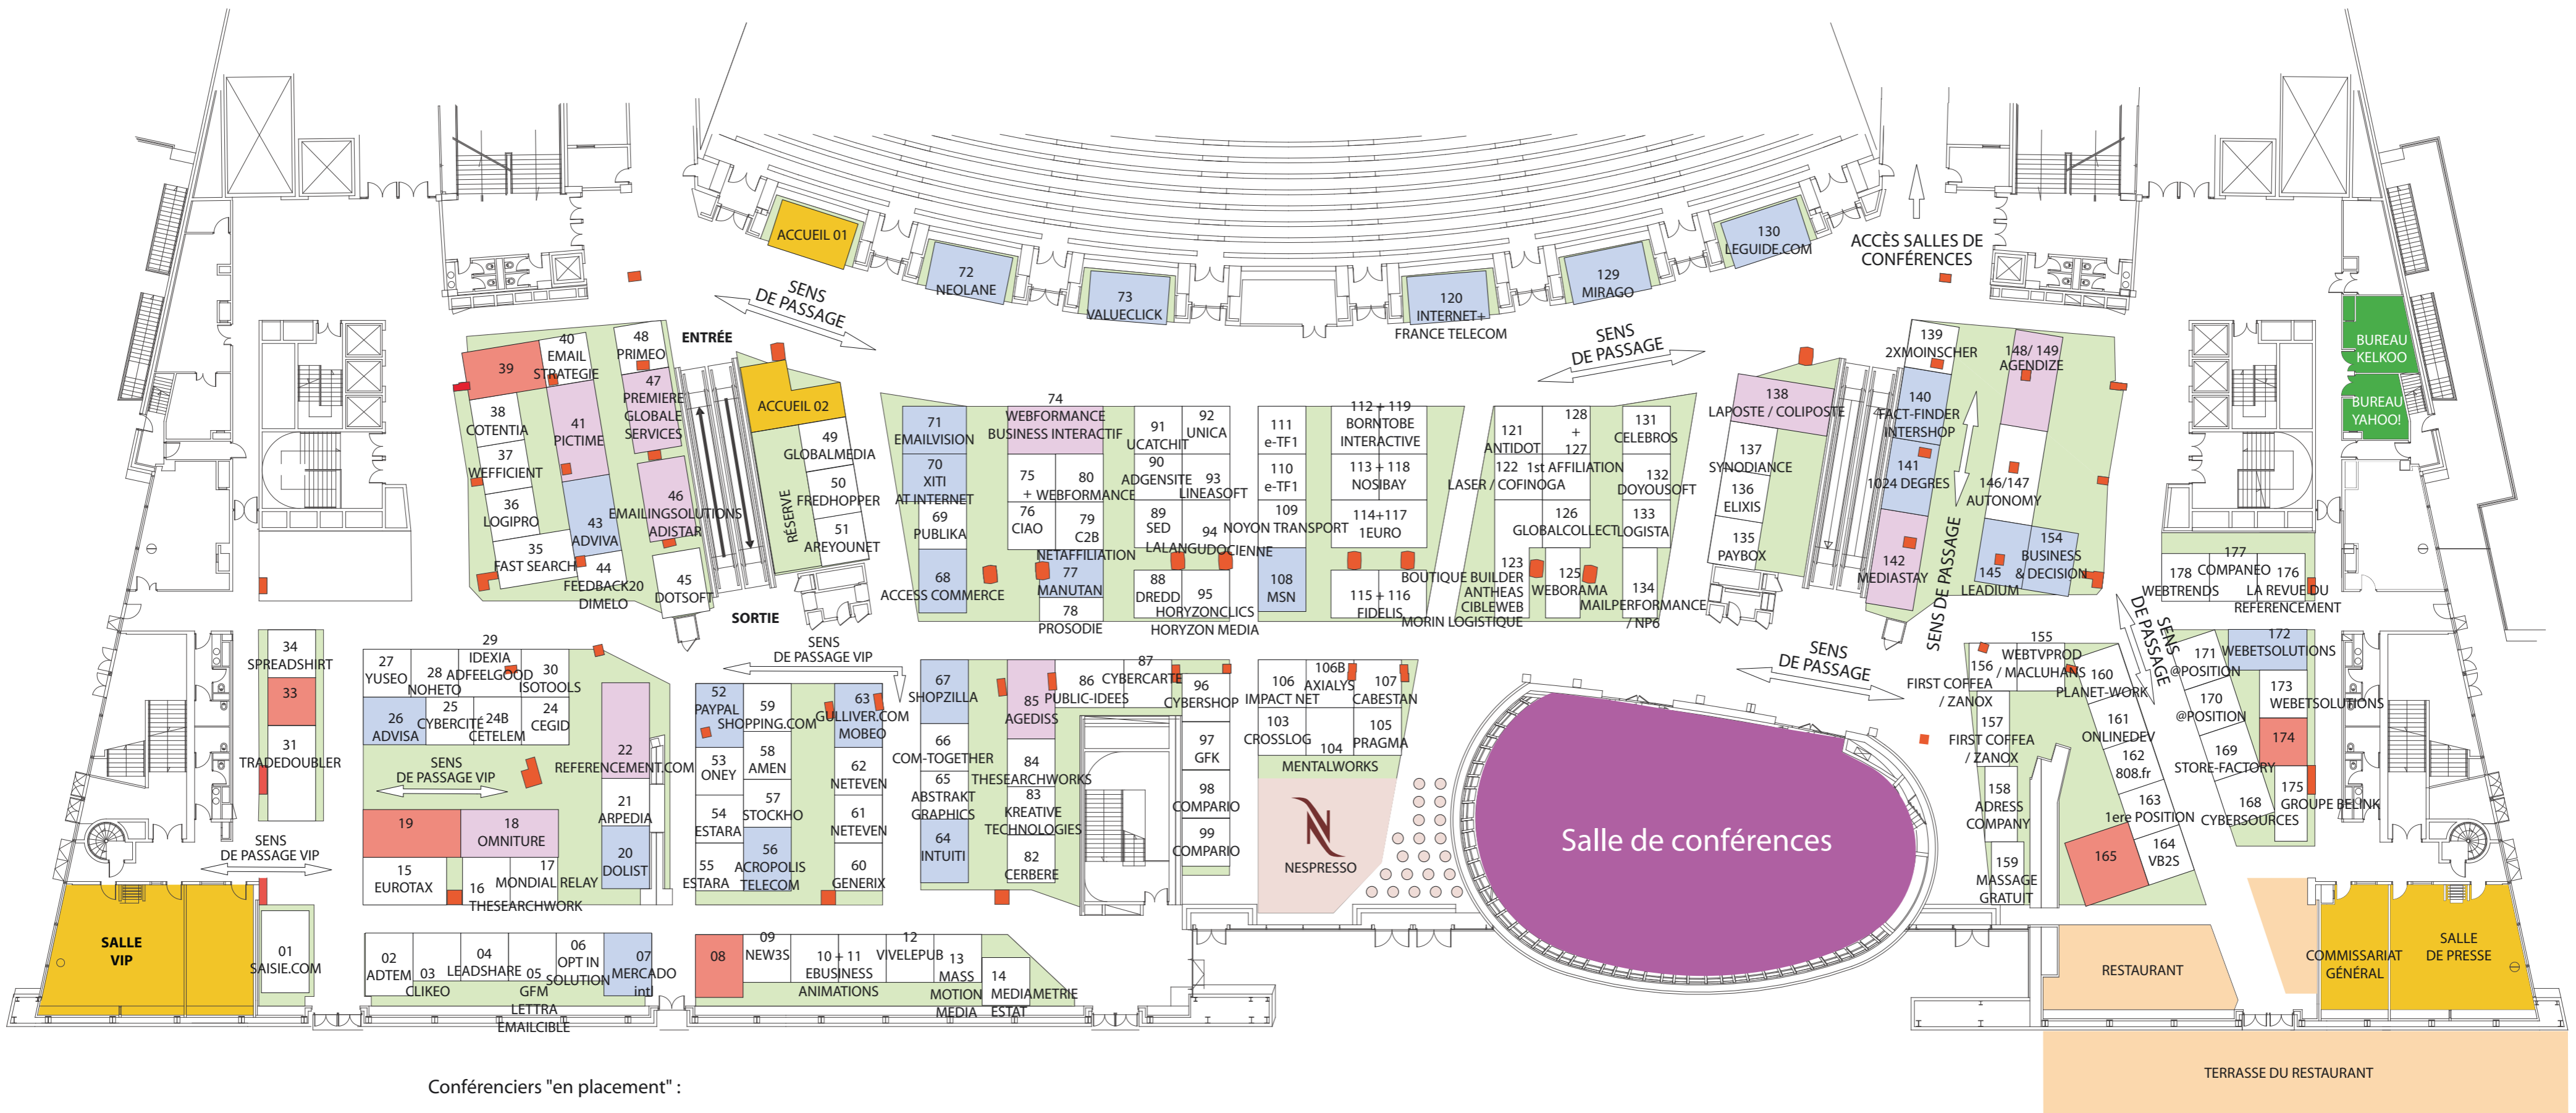 ACCUEIL 01
72
NEOLANE
73
VALUECLICK
120
INTERNET+
FRANCE TELECOM
129
MIRAGO
130
LEGUIDE.COM
ACCÈS SALLES DE
CONFÉRENCES
SENS
DE PASSAGE
SENS
DE PASSAGE
ENTRÉE
BUREAU
KELKOO
BUREAU
YAHOO!
39
40
EMAIL
STRATEGIE
48
PRIMEO
47
PREMIERE
GLOBALE
SERVICES
38
COTENTIA
41
PICTIME
37
WEFFICIENT
36
LOGIPRO
46
EMAILINGSOLUTIONS
ADISTAR
43
ADVIVA
35
FAST SEARCH
44
FEEDBACK20
DIMELO
45
DOTSOFT
SORTIE
ACCUEIL 02
RÉSERVE
49
GLOBALMEDIA
50
FREDHOPPER
51
AREYOUNET
71
EMAILVISION
70
XITI
AT INTERNET
69
PUBLIKA
68
ACCESS COMMERCE
74
WEBFORMANCE
BUSINESS INTERACTIF
75
+
76
CIAO
80
WEBFORMANCE
79
C2B
NETAFFILIATION
77
MANUTAN
78
PROSODIE
91
UCATCHIT
92
UNICA
90
ADGENSITE
93
LINEASOFT
89
SED
94
LALANGUDOCIENNE
88
DREDD
95
HORYZONCLICS
HORYZON MEDIA
111
e-TF1
110
e-TF1
109
NOYON TRANSPORT
108
MSN
112 + 119
BORNTOBE
INTERACTIVE
113 + 118
NOSIBAY
114+117
1EURO
115 + 116
FIDELIS
121
ANTIDOT
122
LASER / COFINOGA
128
+
127
1st AFFILIATION
126
GLOBALCOLLECT
123
BOUTIQUE BUILDER
ANTHEAS
CIBLEWEB
MORIN LOGISTIQUE
125
WEBORAMA
131
CELEBROS
132
DOYOUSOFT
133
LOGISTA
134
MAILPERFORMANCE
/ NP6
138
LAPOSTE / COLIPOSTE
137
SYNODIANCE
136
ELIXIS
135
PAYBOX
139
2XMOINSCHER
140
FACT-FINDER
INTERSHOP
141
1024 DEGRES
142
MEDIASTAY
SENS DE PASSAGE
148/ 149
AGENDIZE
146/147
AUTONOMY
145
LEADIUM
154
BUSINESS
& DECISION
178
WEBTRENDS
177
COMPANEO
176
LA REVUE DU
REFERENCEMENT
34
SPREADSHIRT
33
31
TRADEDOUBLER
SENS
DE PASSAGE VIP
27
YUSEO
28
NOHETO
29
IDEXIA
ADFEELGOOD
30
ISOTOOLS
26
ADVISA
25
CYBERCITÉ
24B
CETELEM
24
CEGID
SENS
DE PASSAGE VIP
22
REFERENCEMENT.COM
21
ARPEDIA
20
DOLIST
19
18
OMNITURE
15
EUROTAX
16
THESEARCHWORK
17
MONDIAL RELAY
SENS
DE PASSAGE VIP
52
PAYPAL
59
SHOPPING.COM
53
ONEY
58
AMEN
54
ESTARA
57
STOCKHO
55
ESTARA
56
ACROPOLIS
TELECOM
63
GULLIVER.COM
MOBEO
62
NETEVEN
61
NETEVEN
60
GENERIX
67
SHOPZILLA
66
COM-TOGETHER
65
ABSTRAKT
GRAPHICS
64
INTUITI
85
AGEDISS
86
PUBLIC-IDEES
87
CYBERCARTE
84
THESEARCHWORKS
83
KREATIVE
TECHNOLOGIES
82
CERBERE
96
CYBERSHOP
97
GFK
98
COMPARIO
99
COMPARIO
106
IMPACT NET
106B
AXIALYS
107
CABESTAN
103
CROSSLOG
104
MENTALWORKS
105
PRAGMA
N
NESPRESSO
Salle de conférences
SENS
DE PASSAGE
SENS
DE PASSAGE
155
WEBTVPROD
/ MACLUHANS
156
FIRST COFFEA
/ ZANOX
157
FIRST COFFEA
/ ZANOX
158
ADRESS
COMPANY
159
MASSAGE
GRATUIT
160
PLANET-WORK
161
ONLINEDEV
162
808.fr
163
1ere POSITION
164
VB2S
165
171
@POSITION
170
@POSITION
169
STORE-FACTORY
168
CYBERSOURCES
172
WEBETSOLUTIONS
173
WEBETSOLUTIONS
174
175
GROUPE BELINK
SALLE
VIP
01
SAISIE.COM
02
ADTEM
03
CLIKEO
04
LEADSHARE
05
GFM
LETTRA
EMAILCIBLE
06
OPT IN
SOLUTION
07
MERCADO
intl
08
09
NEW3S
10 + 11
EBUSINESS
ANIMATIONS
12
VIVELEPUB
13
MASS
MOTION
MEDIA
14
MEDIAMETRIE
ESTAT
RESTAURANT
COMMISSARIAT
GÉNÉRAL
SALLE
DE PRESSE
TERRASSE DU RESTAURANT
Conférenciers "en placement" :